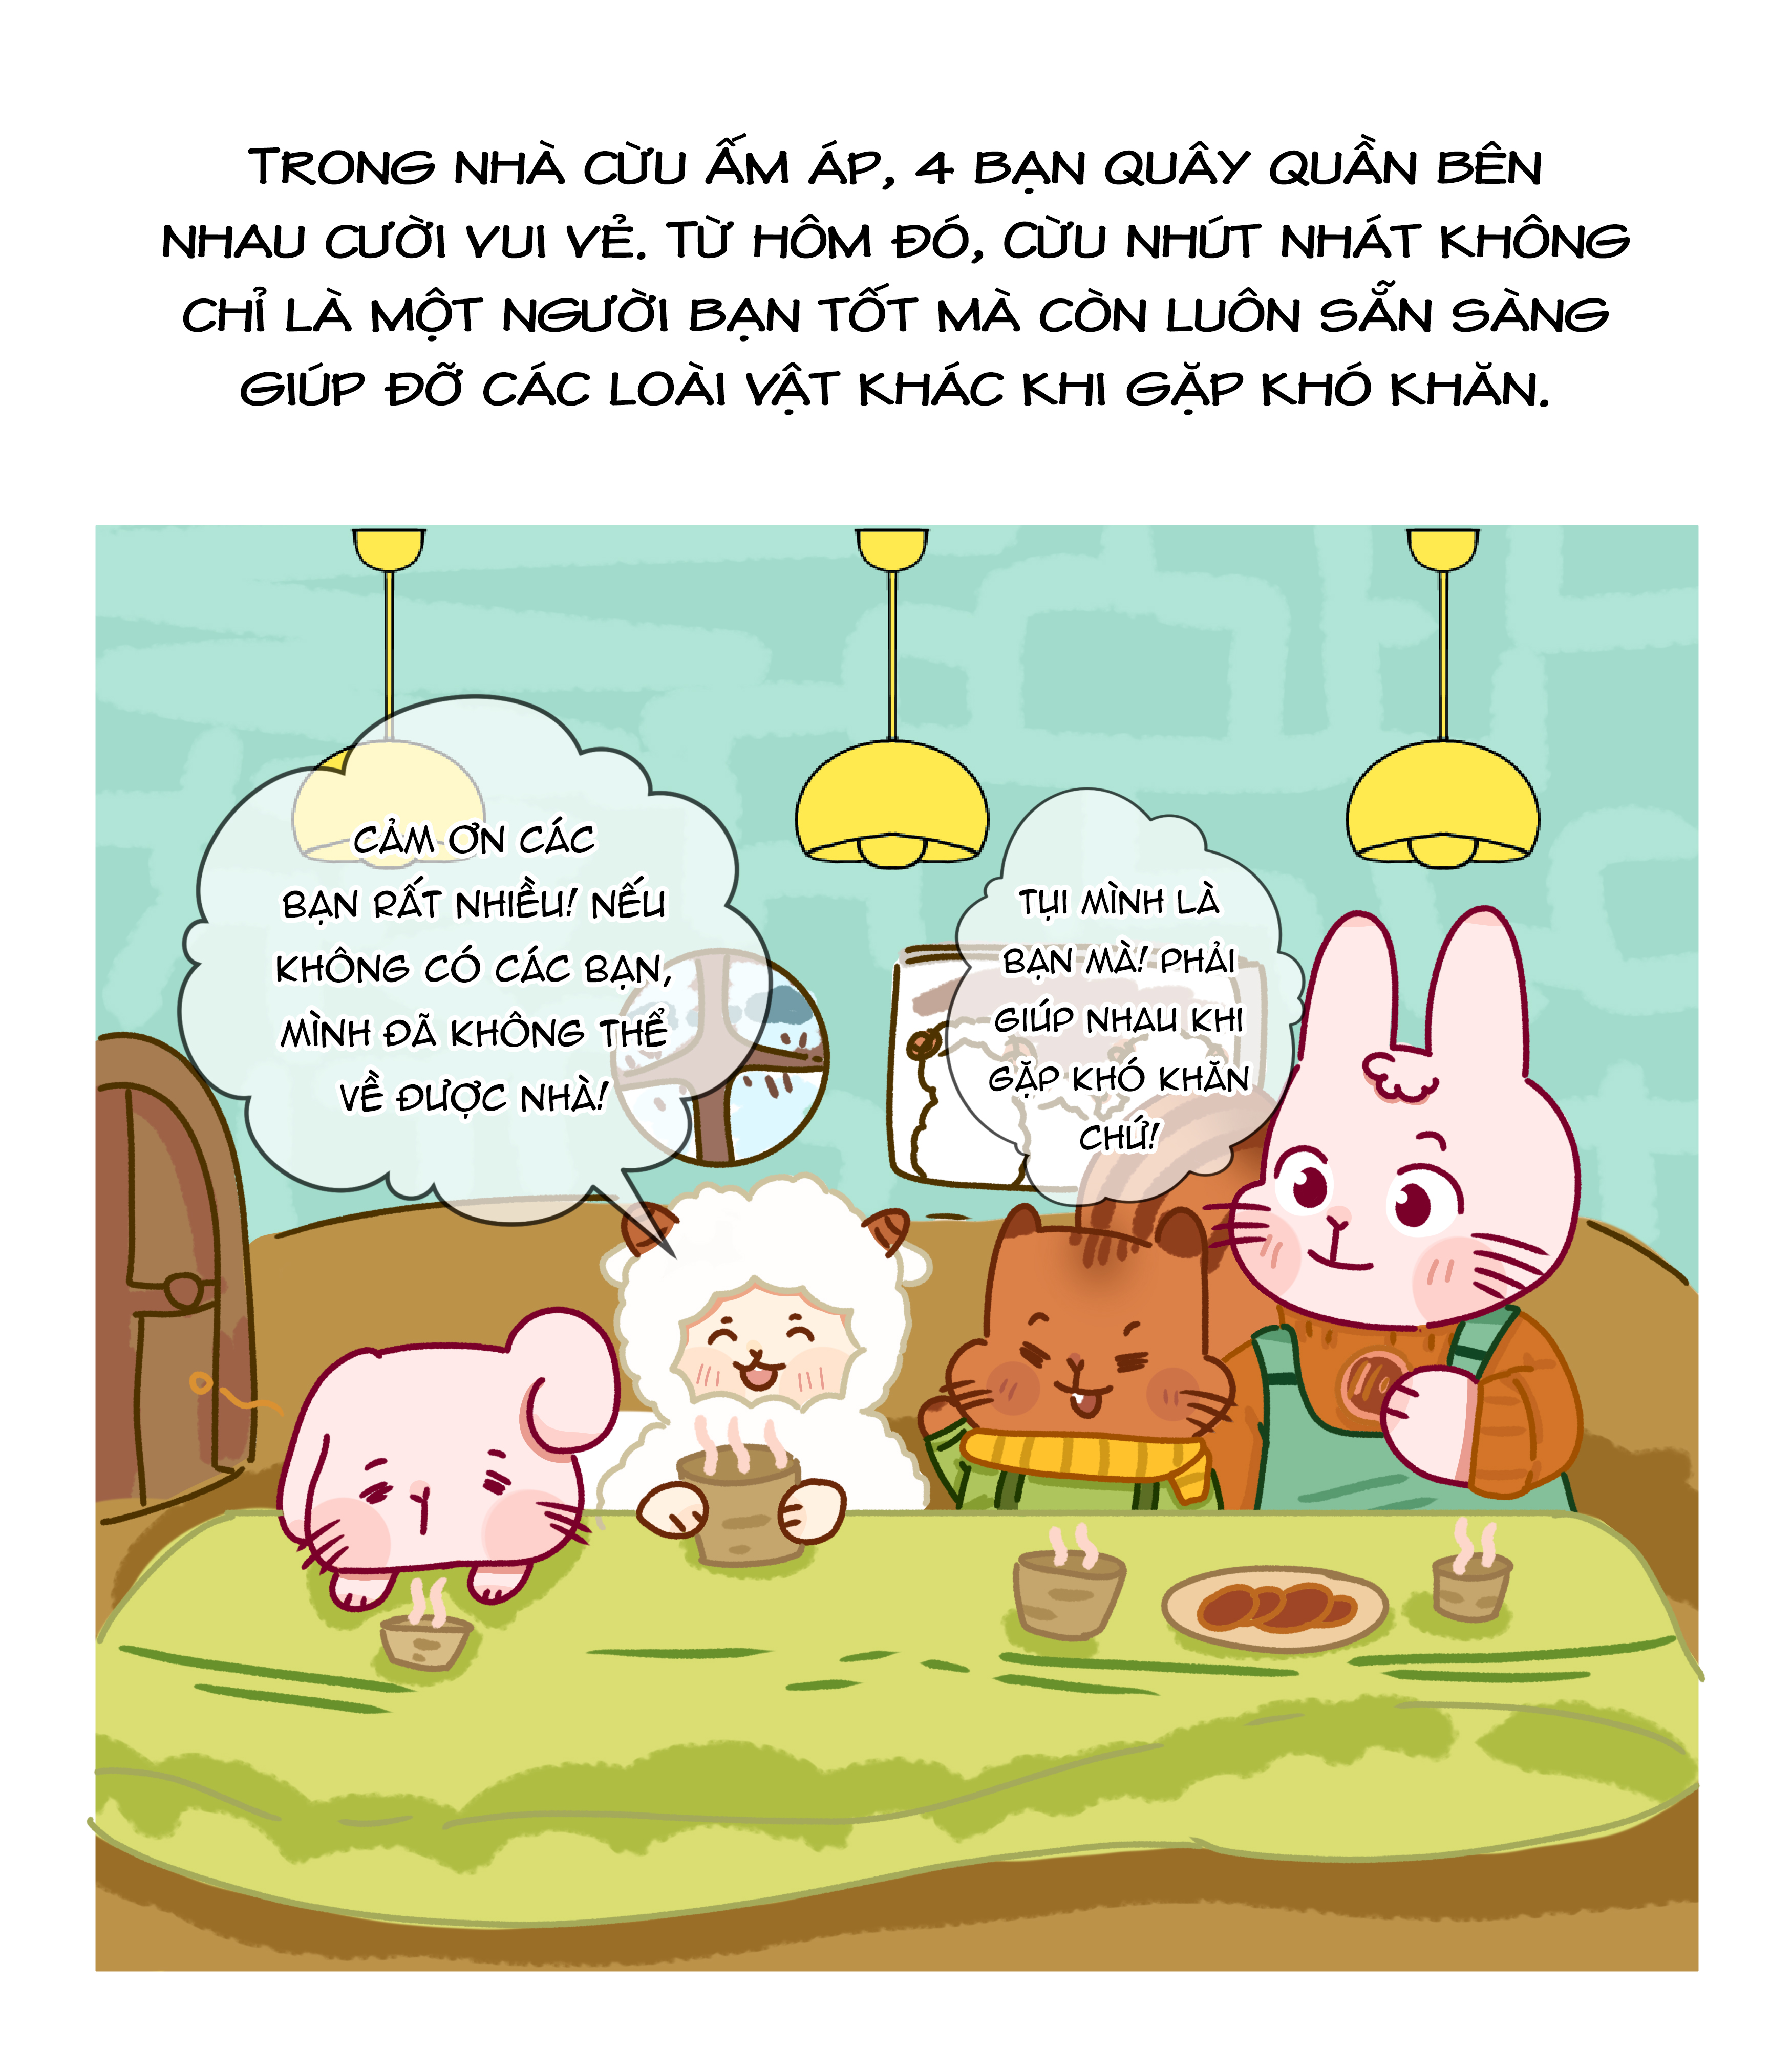 TRONG NHÀ CỪU ẤM ÁP, 4 BẠN QUÂY QUẦN BÊN
NHAU CƯỜI VUI VẺ. TỪ HÔM ĐÓ, CỪU NHÚT NHÁT KHÔNG
CHỈ LÀ MỘT NGƯỜI BẠN TỐT MÀ CÒN LUÔN SẴN SÀNG
GIÚP ĐỠ CÁC LOÀI VẬT KHÁC KHI GẶP KHÓ KHĂN.
CẢM ƠN CÁC
BẠN RẤT NHIỀU! NẾU
KHÔNG CÓ CÁC BẠN,
MÌNH ĐÃ KHÔNG THỂ
VỀ ĐƯỢC NHÀ!
TỤI MÌNH LÀ
BẠN MÀ! PHẢI
GIÚP NHAU KHI
GẶP KHÓ KHĂN
CHỨ!